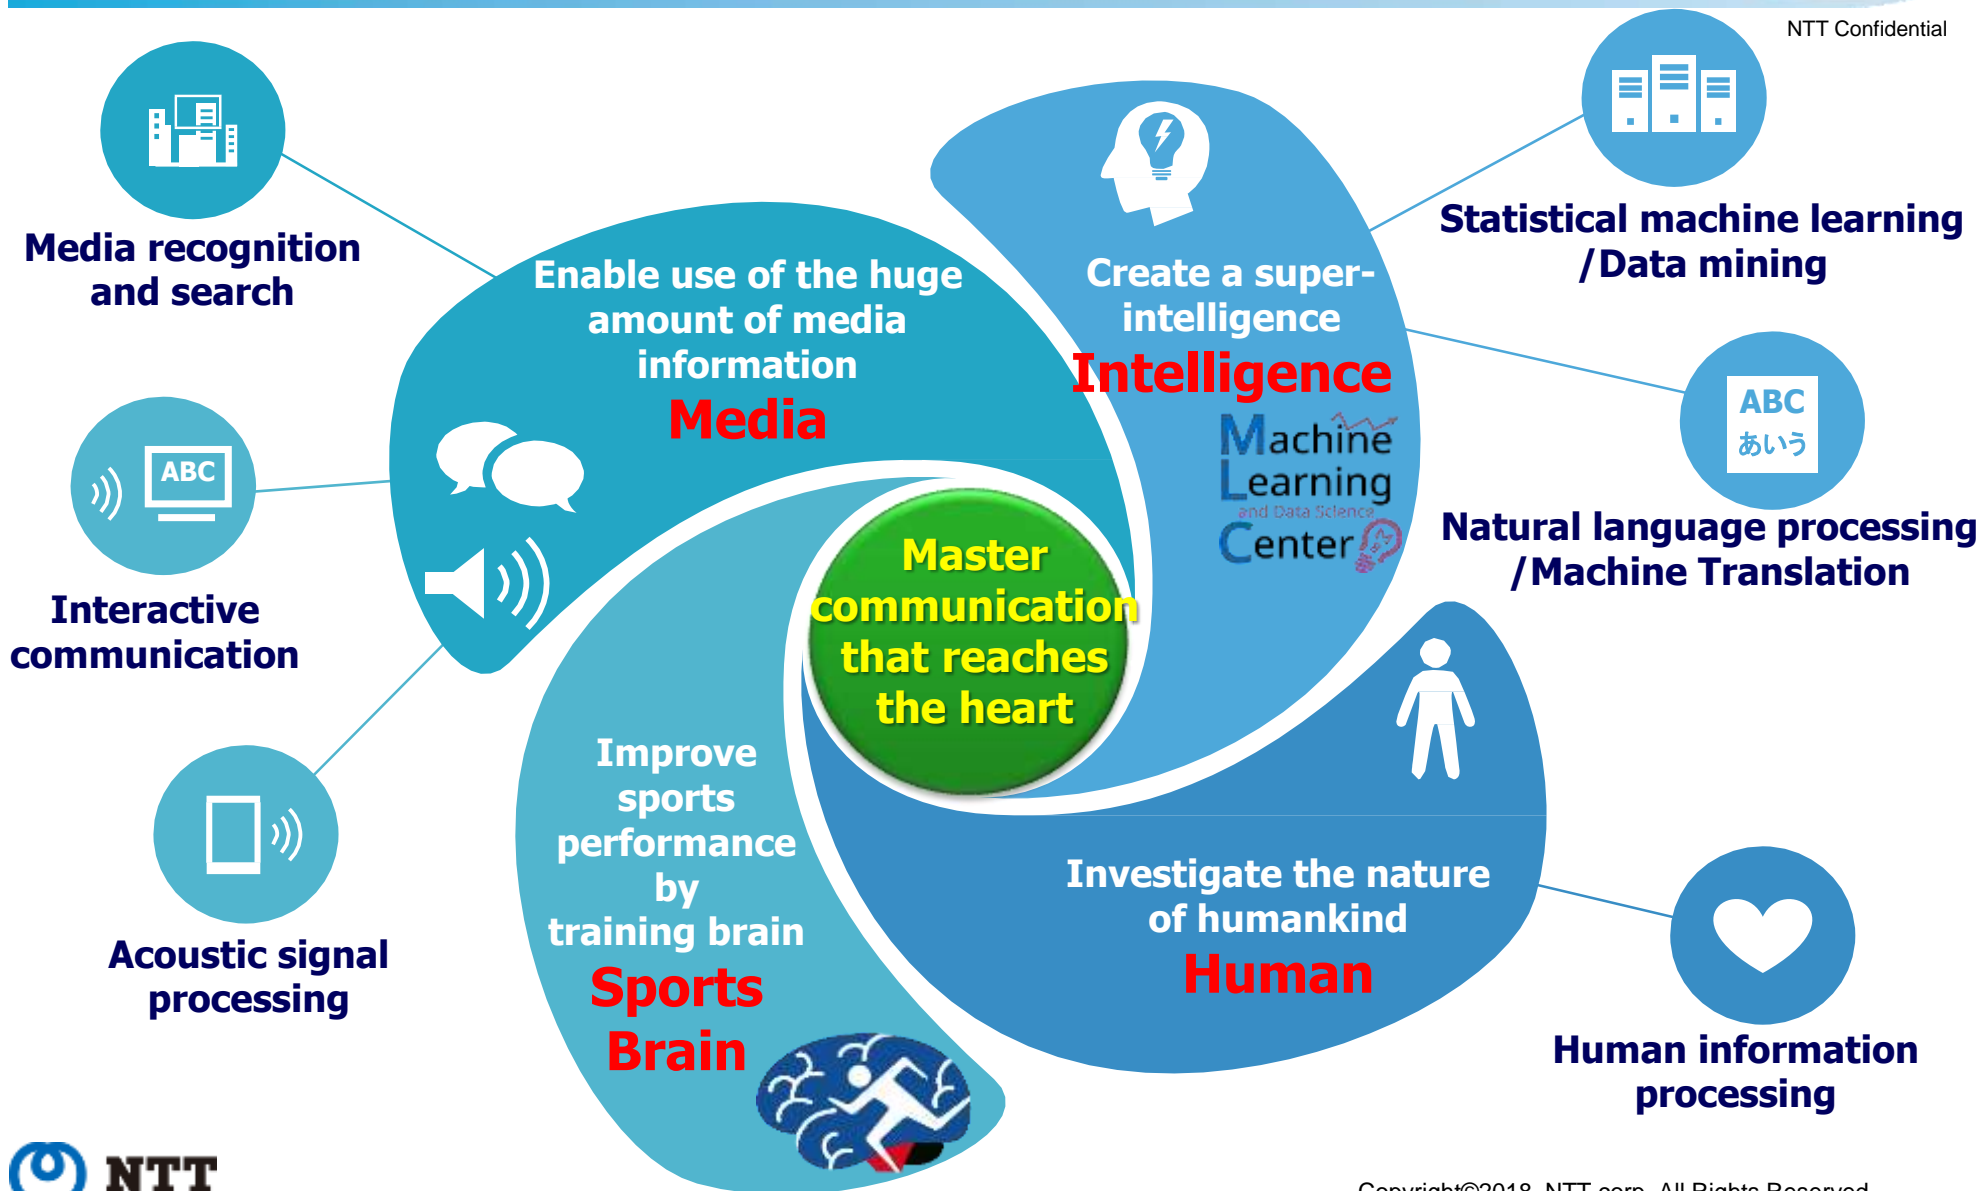 NTT Confidential
Media recognition
and search
ABC
Interactive
communication
Acoustic signal
processing
Enable use of the huge
amount of media
information
Media
Create a super-
intelligence
Intelligence
Machine
Learning
and Data Science
Center
Statistical machine learning
/Data mining
ABC
あいう
Natural language processing
/Machine Translation
Master
communication
that reaches
the heart
Improve
sports
performance
by
training brain
Sports
Brain
Investigate the nature
of humankind
Human
Human information
processing
NTT
Copyright©2018 NTT corp. All Rights Reserved